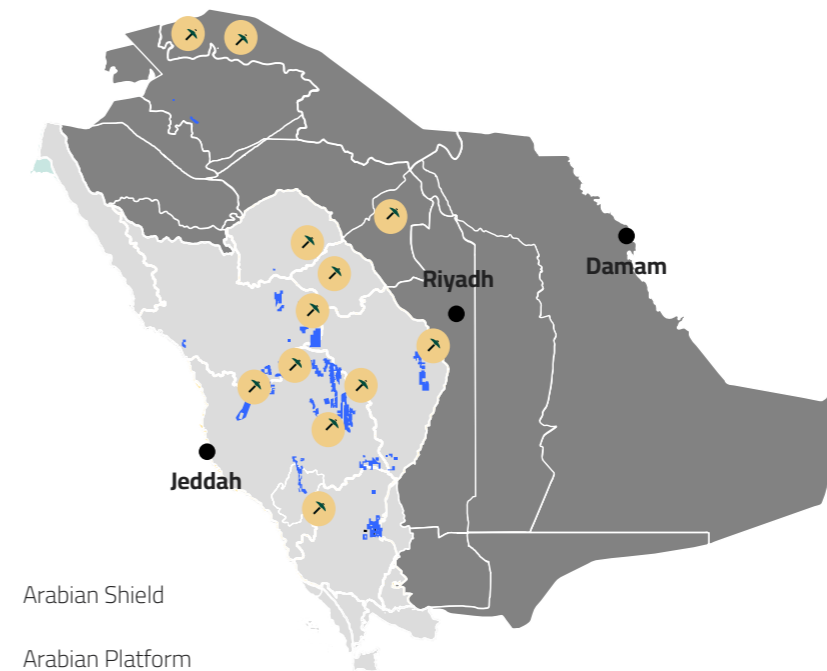 Riyadh
Damam
Jeddah
Arabian Shield
Arabian Platform